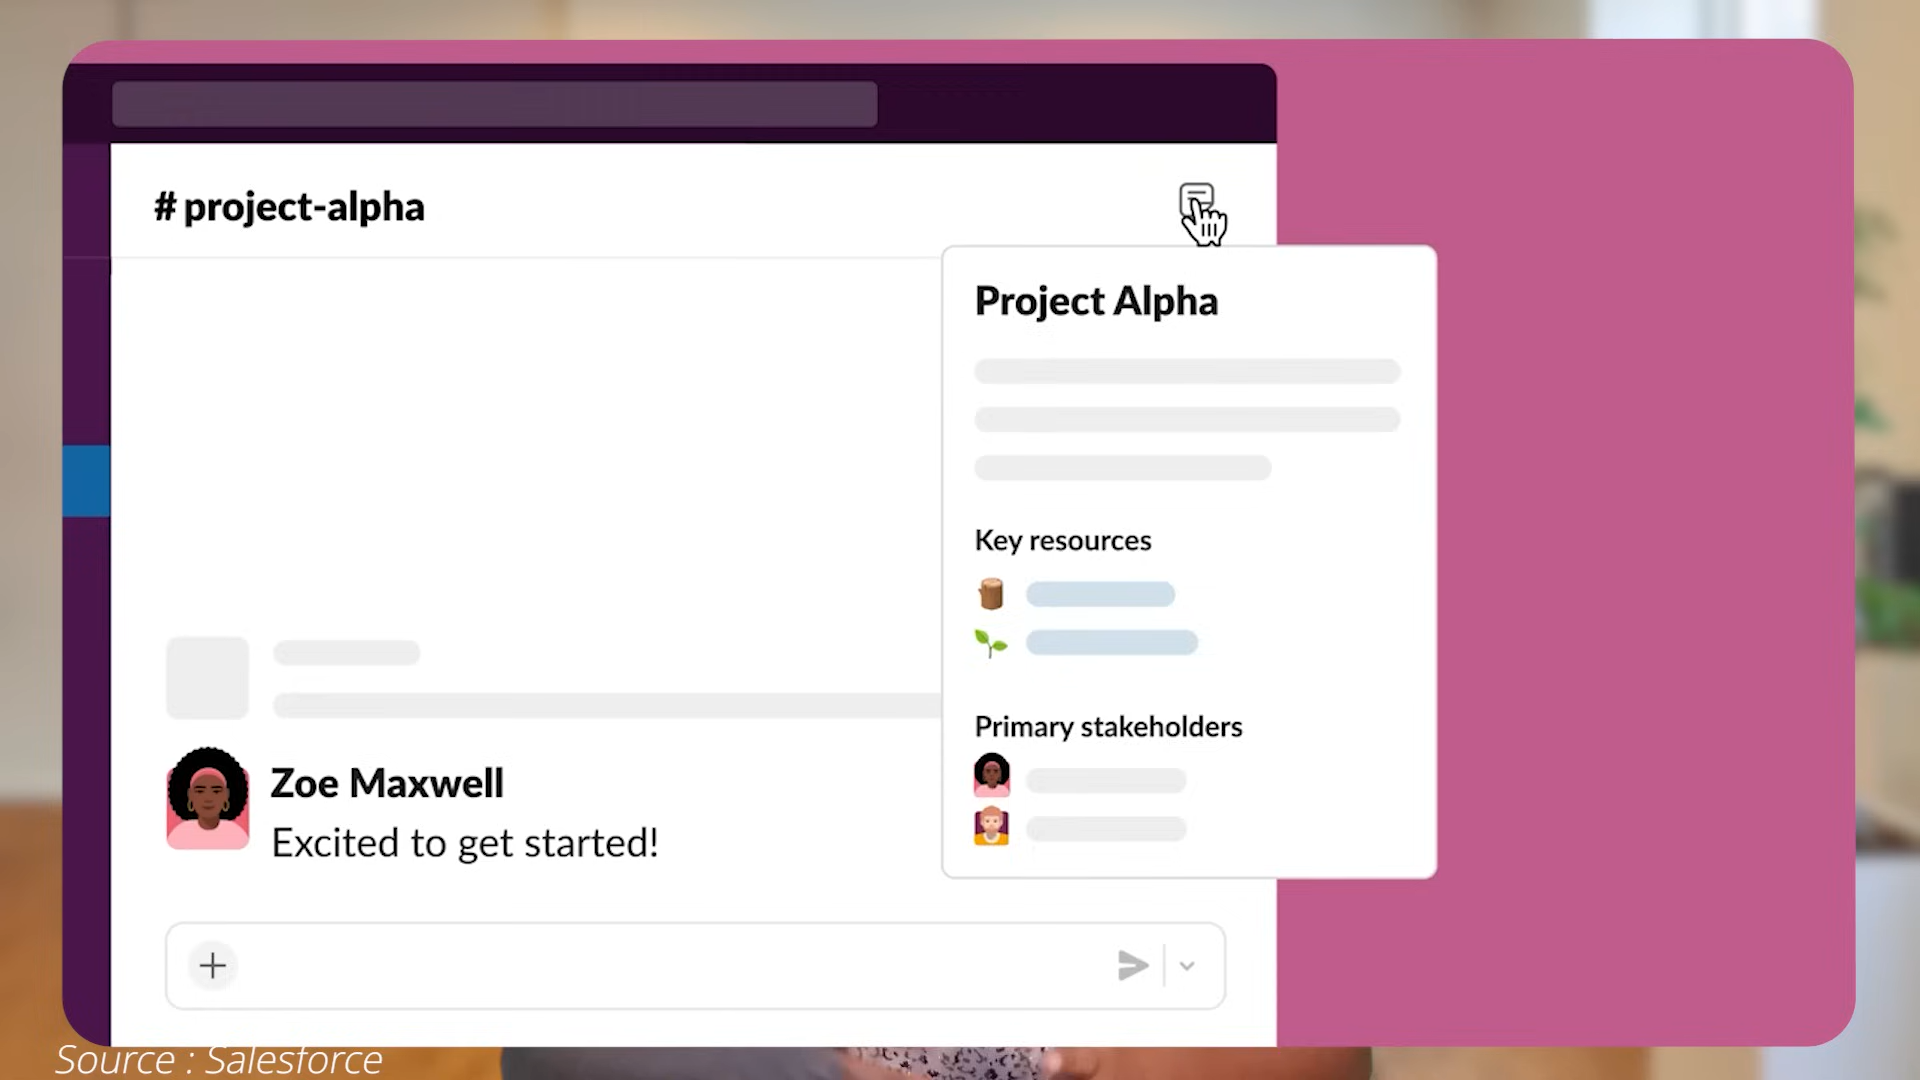 # project-alpha
Project Alpha
Key resources
Primary stakeholders
Zoe Maxwell
Excited to get started!
Source : Salesforce